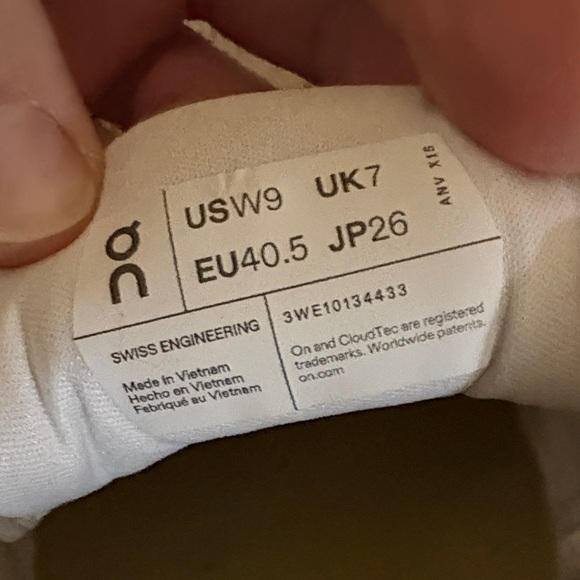 On
USW9 UK7
EU40.5 JP26
ANV X15
SWISS ENGINEERING
Made in Vietnam
Hecho en Vietnam
Fabriqué au Vietnam
3WE10134433
On and CloudTec are registered
trademarks. Worldwide patents.
on.com